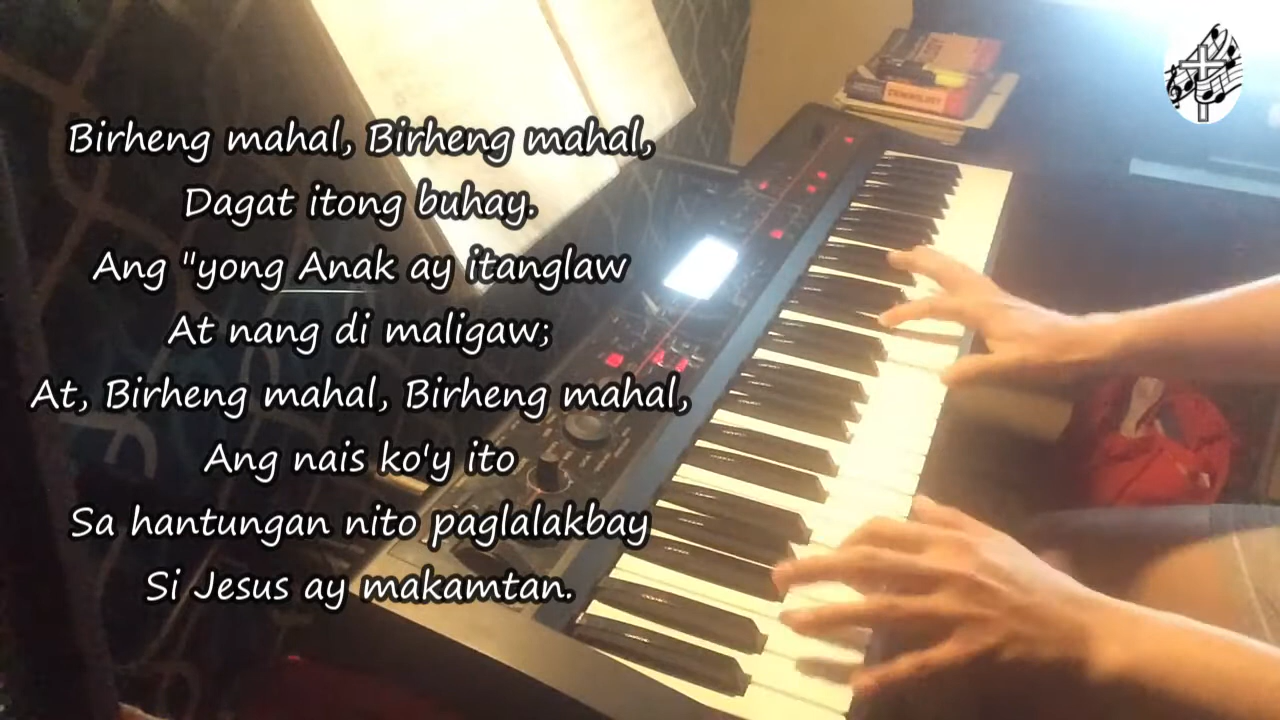 Birheng mahal, Birheng mahal,
Dagat itong buhay.
Ang "yong Anak ay itanglaw
At nang di maligaw;
At, Birheng mahal, Birheng mahal,
Ang nais ko'y ito
Sa hantungan nito paglalakbay
Si Jesus ay makamtan.